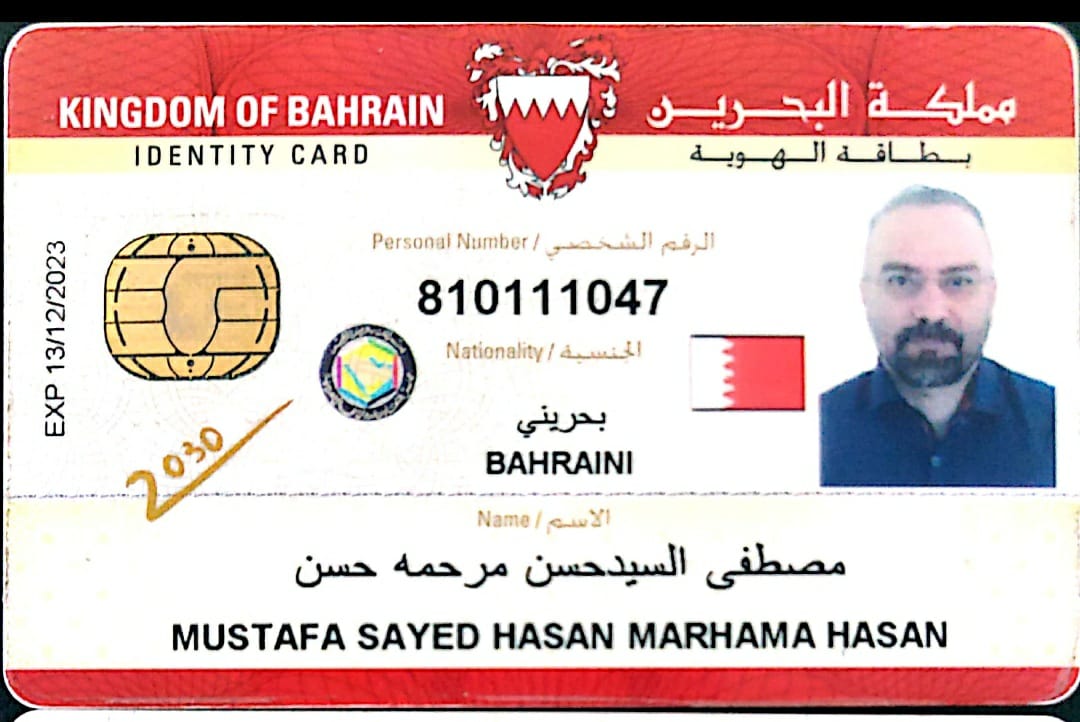 KINGDOM OF BAHRAIN
مملكة البحرين
IDENTITY CARD
بطاقة الهوية
Personal Number / الرقم الشخصي
810111047
EXP 13/12/2023
Nationality / الجنسية
بحريني
BAHRAINI
2030
Name / الاسم
مصطفى السيدحسن مرحمه حسن
MUSTAFA SAYED HASAN MARHAMA HASAN